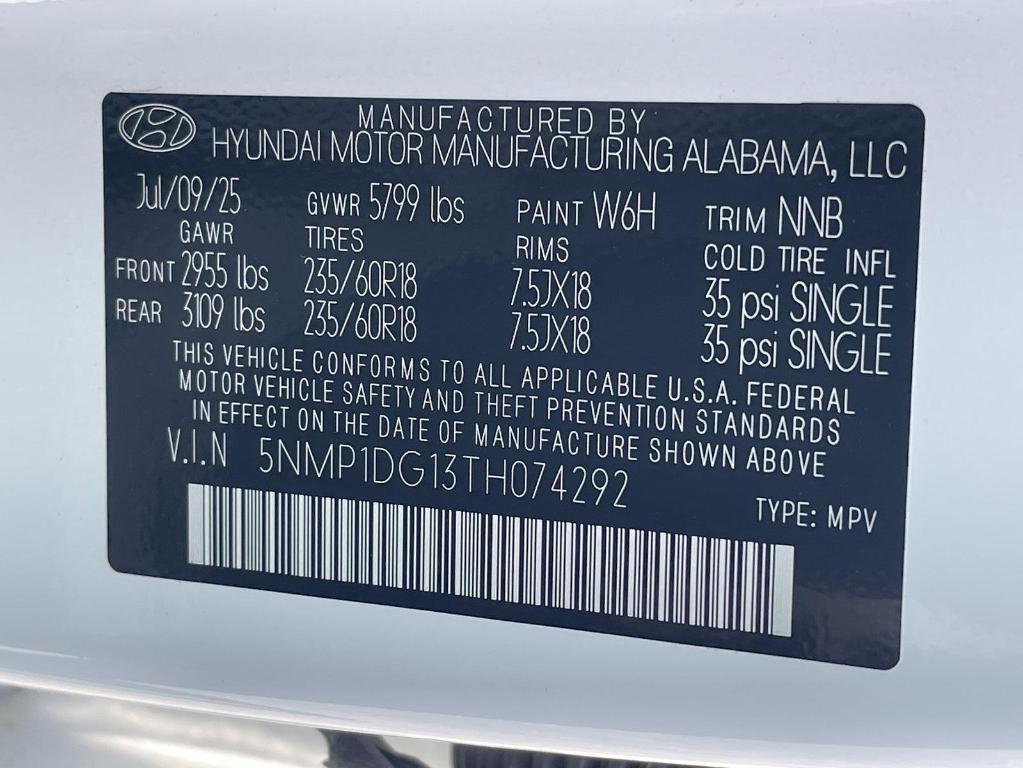 MANUFACTURED BY
HYUNDAI MOTOR MANUFACTURING ALABAMA, LLC
Jul/09/25 GVWR 5799 lbs PAINT W6H TRIM NNB
GAWR TIRES RIMS COLD TIRE INFL
FRONT 2955 lbs 235/60R18 7.5JX18 35 psi SINGLE
REAR 3109 lbs 235/60R18 7.5JX18 35 psi SINGLE
THIS VEHICLE CONFORMS TO ALL APPLICABLE U.S.A. FEDERAL
MOTOR VEHICLE SAFETY AND THEFT PREVENTION STANDARDS
IN EFFECT ON THE DATE OF MANUFACTURE SHOWN ABOVE
V.I.N 5NMP1DG13TH074292
TYPE: MPV